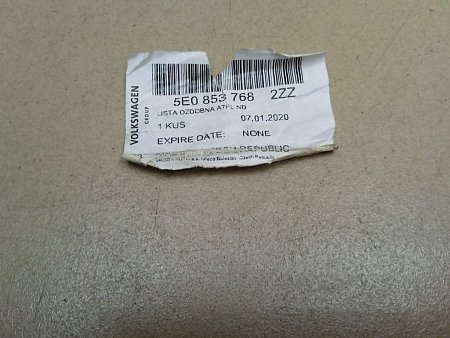 VOLKSWAGEN
GROUP
5E0 853 768 2ZZ
LISTA OZDOBNA
07.01.2020
1 KUS
EXPIRE DATE: NONE
REPUBLIC